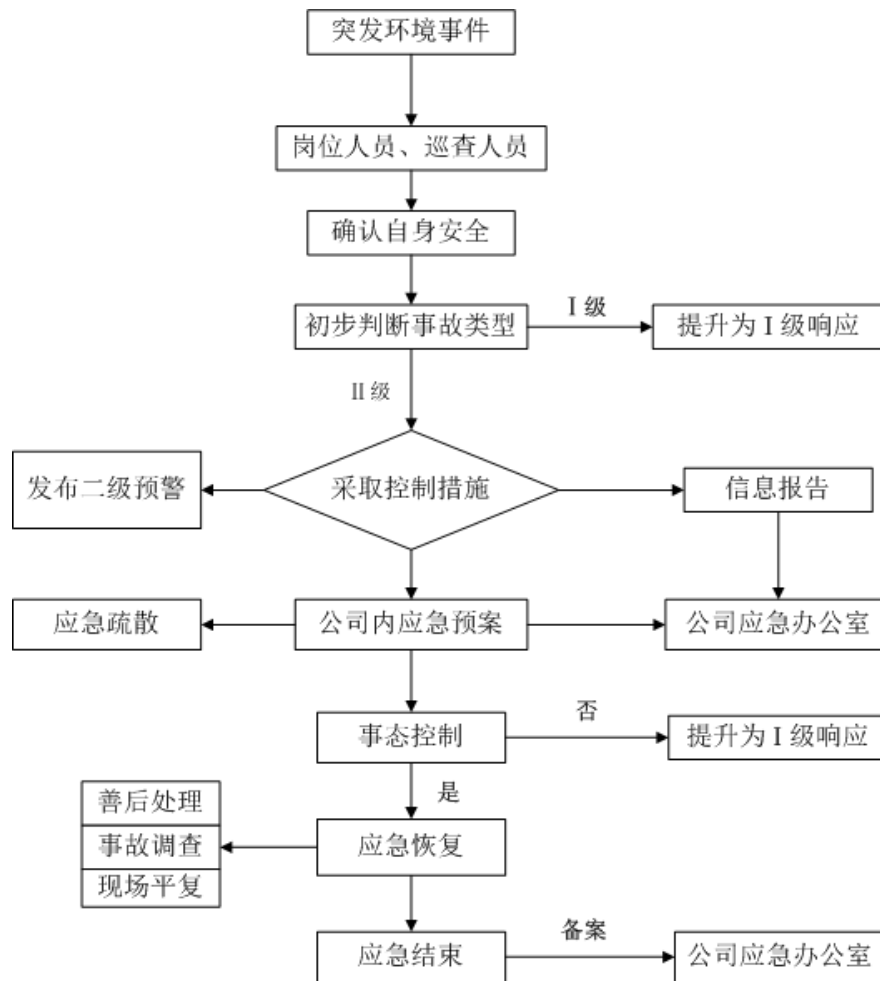 突发环境事件
岗位人员、巡查人员
确认自身安全
初步判断事故类型
Ⅰ级
提升为Ⅰ级响应
Ⅱ级
发布二级预警
采取控制措施
信息报告
应急疏散
公司内应急预案
公司应急办公室
事态控制
否
提升为Ⅰ级响应
是
善后处理
事故调查
现场平复
应急恢复
应急结束
备案
公司应急办公室